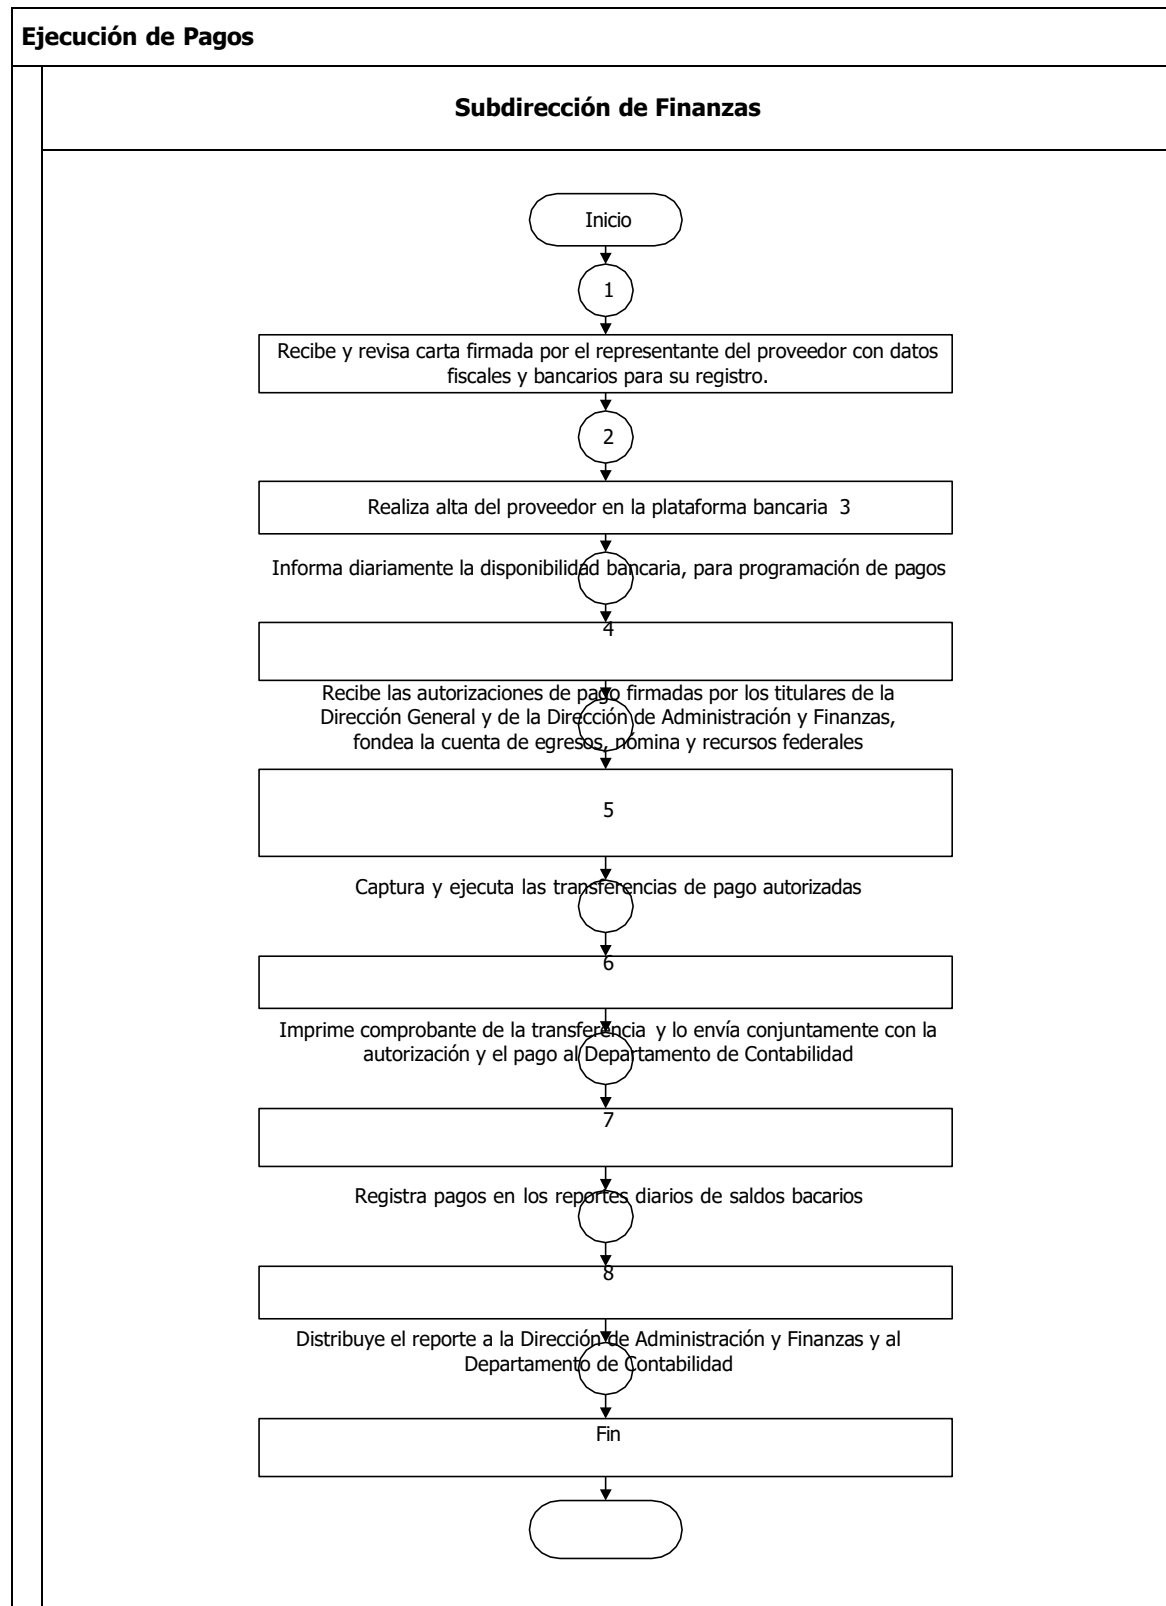 Ejecución de Pagos
Subdirección de Finanzas
Inicio
1
Recibe y revisa carta firmada por el representante del proveedor con datos
fiscales y bancarios para su registro.
2
Realiza alta del proveedor en la plataforma bancaria 3
Informa diariamente la disponibilidad bancaria, para programación de pagos
4
Recibe las autorizaciones de pago firmadas por los titulares de la
Dirección General y de la Dirección de Administración y Finanzas,
fondea la cuenta de egresos, nómina y recursos federales
5
Captura y ejecuta las transferencias de pago autorizadas
6
Imprime comprobante de la transferencia y lo envía conjuntamente con la
autorización y el pago al Departamento de Contabilidad
7
Registra pagos en los reportes diarios de saldos bacarios
8
Distribuye el reporte a la Dirección de Administración y Finanzas y al
Departamento de Contabilidad
Fin